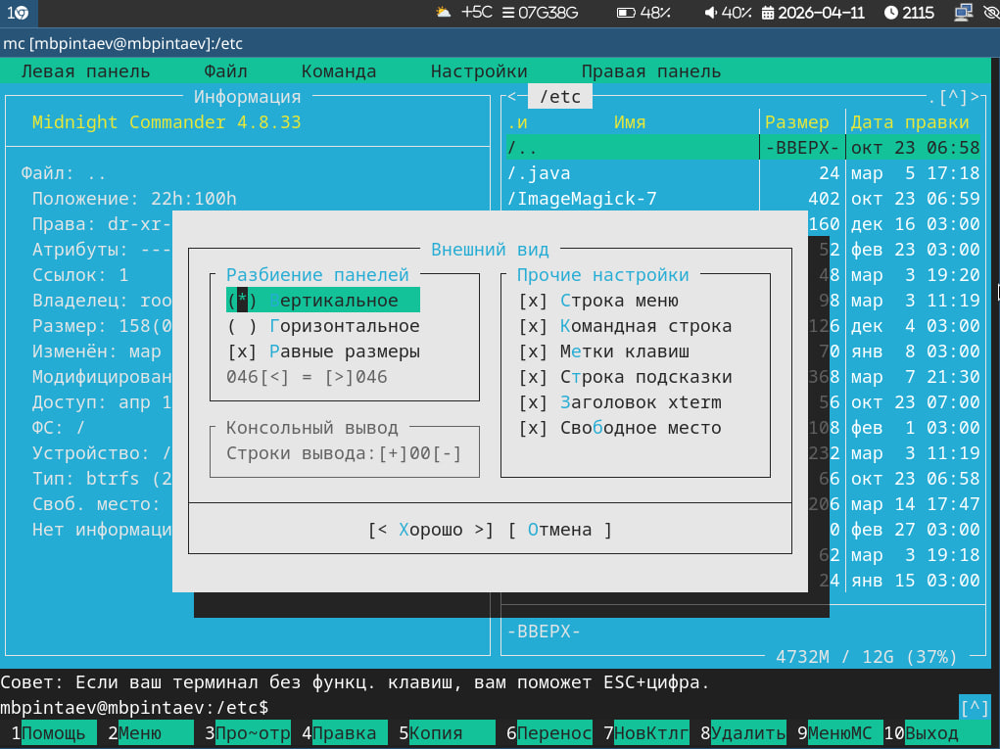 1 +5C 07G38G 48% 40% 2026-04-11 2115
mc [mbpintaev@mbpintaev]:/etc
Левая панель Файл Команда Настройки Правая панель
Информация
Midnight Commander 4.8.33
Файл: ..
Положение: 22h:100h
Права: dr-xr-
Атрибуты: ---
Ссылок: 1
Владелец: roo
Размер: 158(0
Изменён: мар
Модифицирован
Доступ: апр 1
ФС: /
Устройство: /
Тип: btrfs (2
Своб. место:
Нет информаци
<- /etc .[^]>
.и Имя Размер Дата правки
/.. -ВВЕРХ- окт 23 06:58
/.java 24 мар 5 17:18
/ImageMagick-7 402 окт 23 06:59
160 дек 16 03:00
52 фев 23 03:00
48 мар 3 19:20
98 мар 3 11:19
126 дек 4 03:00
70 янв 8 03:00
368 мар 7 21:30
56 окт 23 07:00
108 фев 1 03:00
232 мар 3 11:19
66 окт 23 06:58
206 мар 14 17:47
0 фев 27 03:00
62 мар 3 19:18
24 янв 15 03:00
-ВВЕРХ-
4732M / 12G (37%)
Внешний вид
Разбиение панелей
(*) Вертикальное
( ) Горизонтальное
[x] Равные размеры
046[<] = [>]046
Консольный вывод
Строки вывода:[+]00[-]
Прочие настройки
[x] Строка меню
[x] Командная строка
[x] Метки клавиш
[x] Строка подсказки
[x] Заголовок xterm
[x] Свободное место
[< Хорошо >] [ Отмена ]
Совет: Если ваш терминал без функц. клавиш, вам поможет ESC+цифра.
mbpintaev@mbpintaev:/etc$ [^]
1Помощь 2Меню 3Про~отр 4Правка 5Копия 6Перенос 7НовКтлг 8Удалить 9МенюMC 10Выход